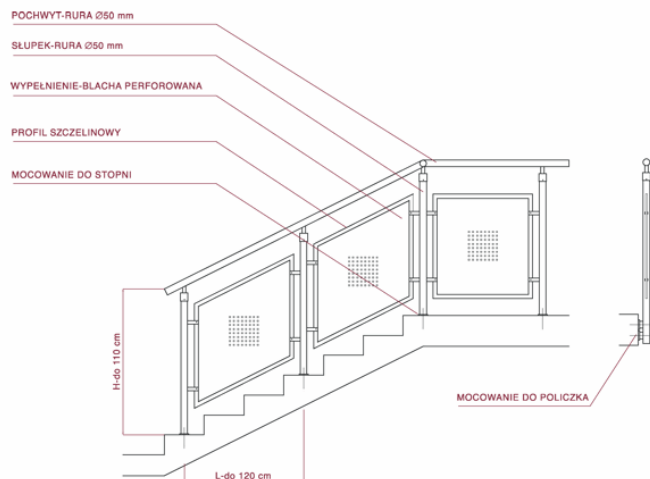 POCHWYT-RURA Ø50 mm
SŁUPEK-RURA Ø50 mm
WYPEŁNIENIE-BLACHA PERFOROWANA
PROFIL SZCZELINOWY
MOCOWANIE DO STOPNI
H-do 110 cm
MOCOWANIE DO POLICZKA
L-do 120 cm